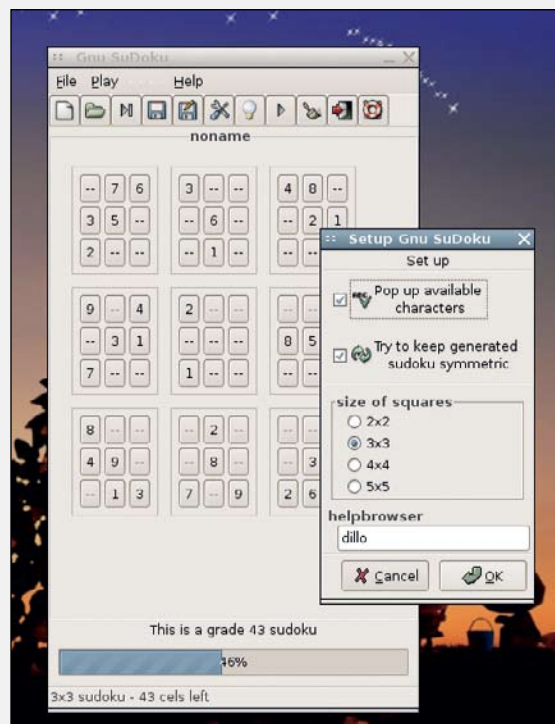 Gnu SuDoku
File Play Help
noname
-- 7 6 3 -- -- 4 8 --
3 5 -- -- 6 -- -- 2 1
2 -- -- -- 1 -- -- --
9 -- 4 2 -- --
-- 3 1 -- -- -- 8 5
7 -- -- 1 -- -- -- --
8 -- -- -- 2 -- -- --
4 9 -- -- 8 -- -- 3
-- 1 3 7 -- 9 2 6
This is a grade 43 sudoku
46%
3x3 sudoku - 43 cels left
Setup Gnu SuDoku
Set up
Pop up available
characters
Try to keep generated
sudoku symmetric
size of squares
2x2
3x3
4x4
5x5
helpbrowser
dillo
Cancel OK